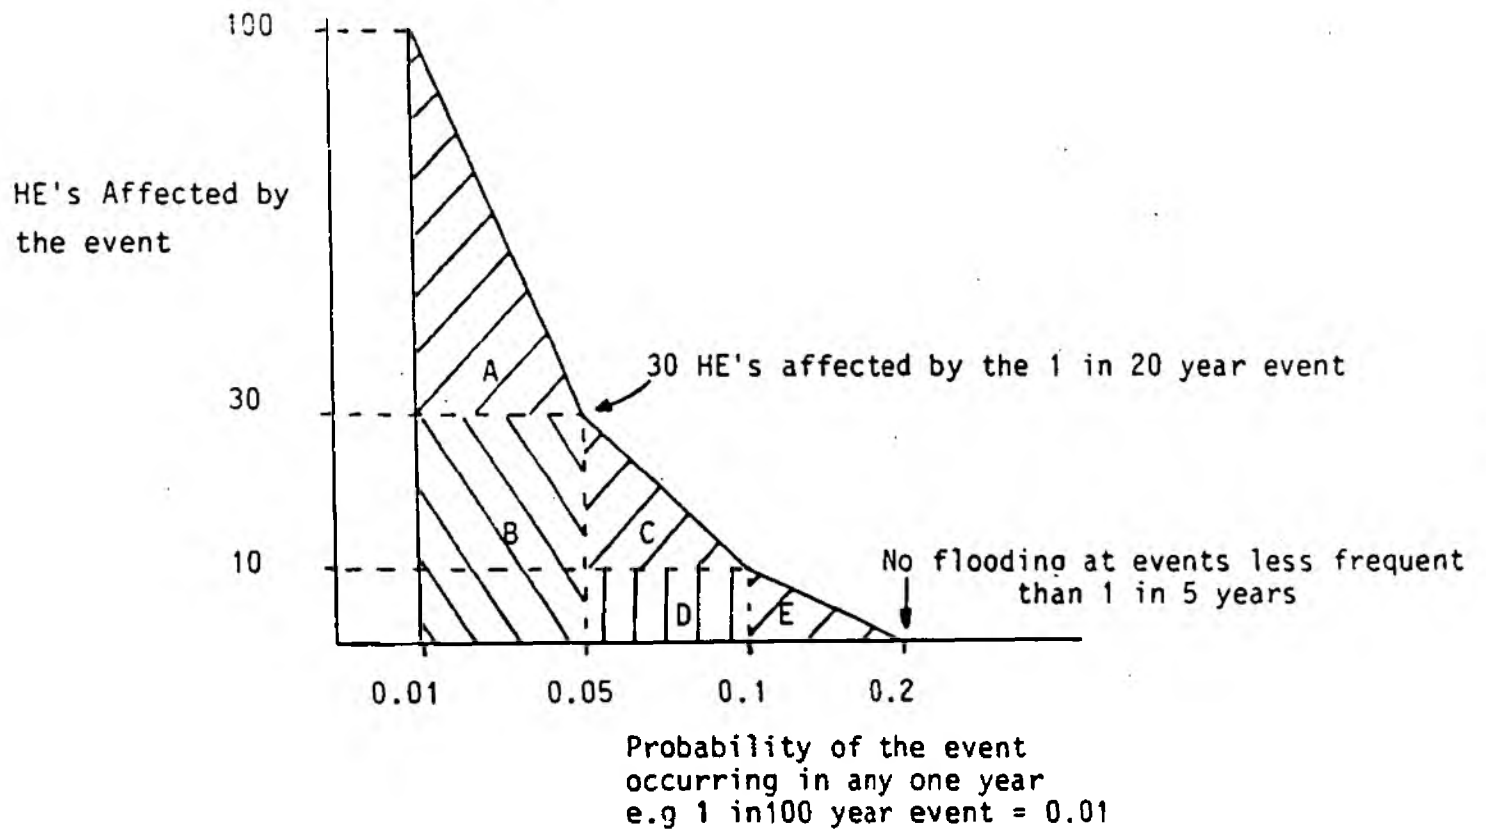 100
HE's Affected by
the event
A
30 HE's affected by the 1 in 20 year event
30
B
C
10
No flooding at events less frequent
than 1 in 5 years
D
E
0.01
0.05
0.1
0.2
Probability of the event
occurring in any one year
e.g 1 in100 year event = 0.01